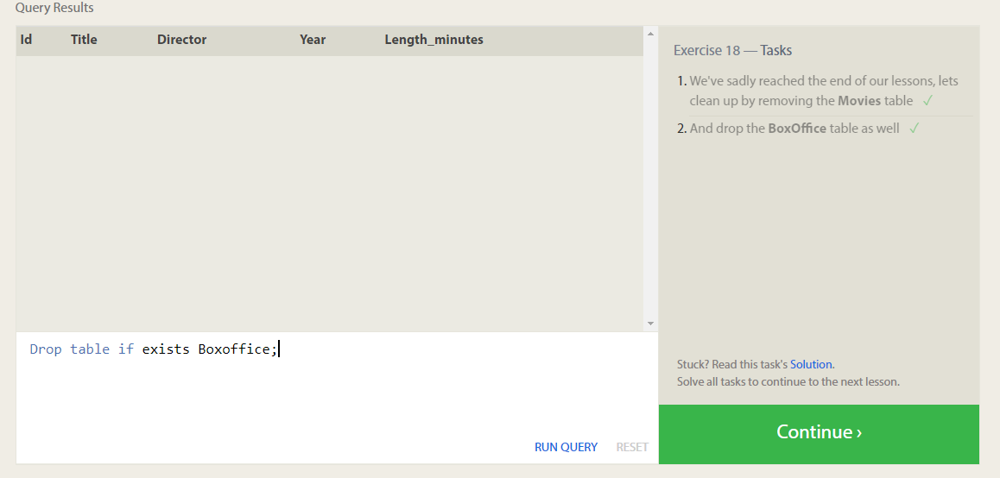 Query Results
Id Title Director Year Length_minutes
Drop table if exists Boxoffice;
RUN QUERY RESET
Exercise 18 — Tasks
1. We've sadly reached the end of our lessons, lets
clean up by removing the Movies table ✓
2. And drop the BoxOffice table as well ✓
Stuck? Read this task's Solution.
Solve all tasks to continue to the next lesson.
Continue ›